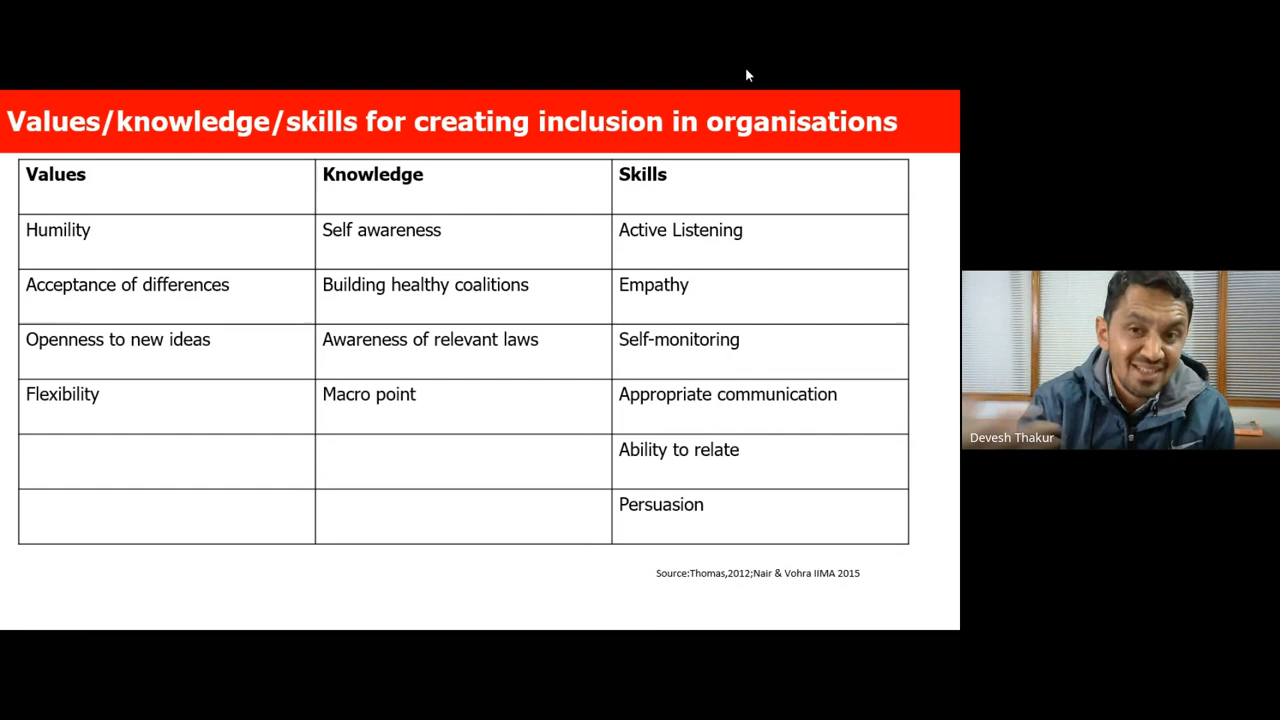 Values/knowledge/skills for creating inclusion in organisations
Values Knowledge Skills
Humility Self awareness Active Listening
Acceptance of differences Building healthy coalitions Empathy
Openness to new ideas Awareness of relevant laws Self-monitoring
Flexibility Macro point Appropriate communication
Ability to relate
Persuasion
Source:Thomas,2012;Nair & Vohra IIMA 2015
Devesh Thakur